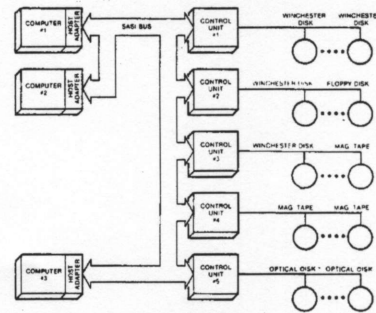 COMPUTER
#1
HOST
ADAPTER
SASI BUS
CONTROL
UNIT
#1
WINCHESTER
DISK
WINCHESTER
DISK
COMPUTER
#2
HOST
ADAPTER
CONTROL
UNIT
#2
WINCHESTER DISK
FLOPPY DISK
CONTROL
UNIT
#3
WINCHESTER DISK
MAG TAPE
CONTROL
UNIT
#4
MAG TAPE
MAG TAPE
COMPUTER
#3
HOST
ADAPTER
CONTROL
UNIT
#5
OPTICAL DISK
OPTICAL DISK